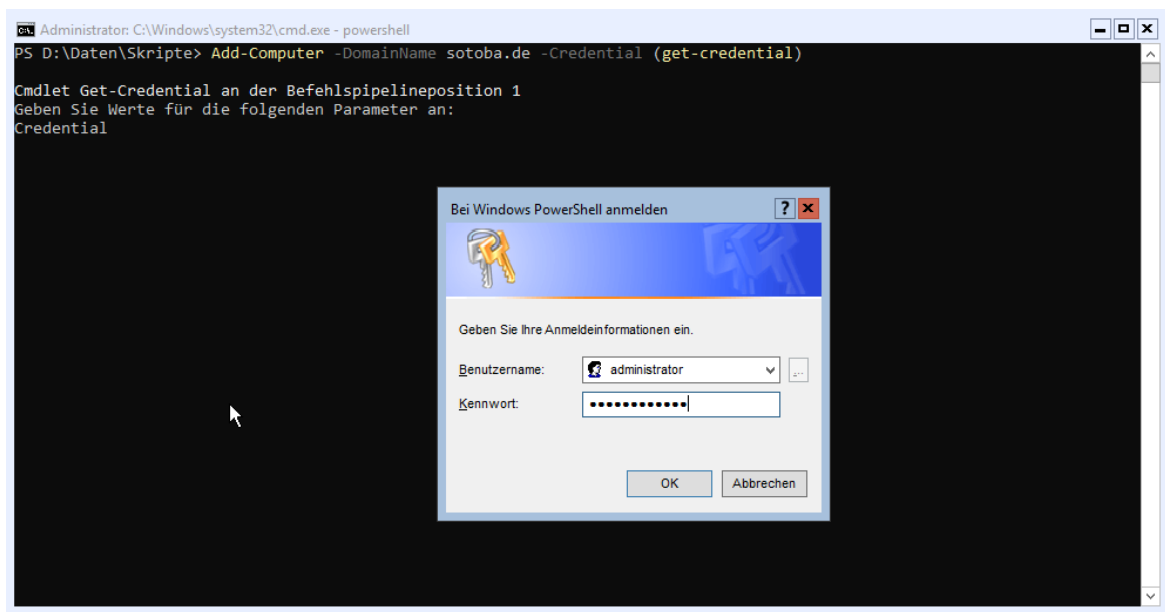 Administrator: C:\Windows\system32\cmd.exe - powershell
PS D:\Daten\Skripte> Add-Computer -DomainName sotoba.de -Credential (get-credential)
Cmdlet Get-Credential an der Befehlspipelineposition 1
Geben Sie Werte für die folgenden Parameter an:
Credential
Bei Windows PowerShell anmelden
Geben Sie Ihre Anmeldeinformationen ein.
Benutzername: administrator ...
Kennwort: ••••••••••••
OK Abbrechen